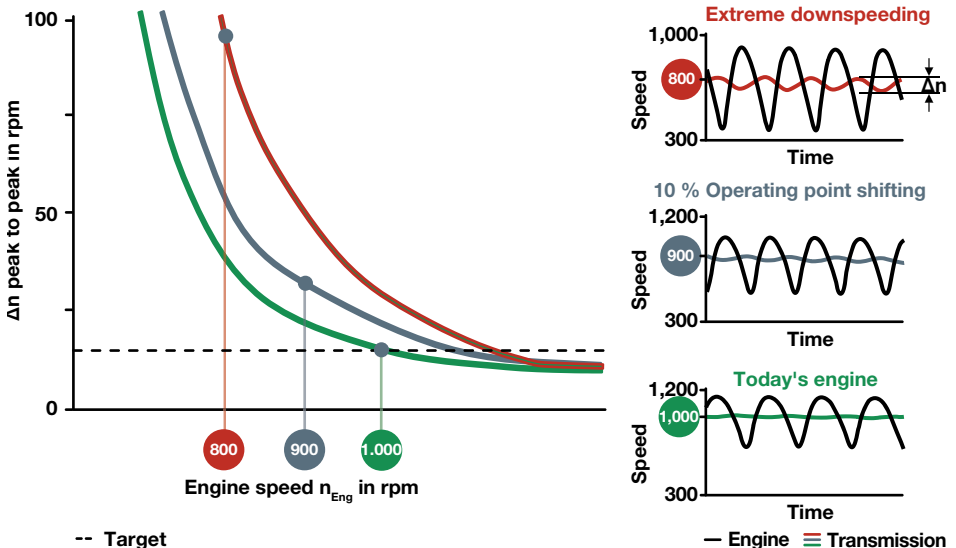 100
50
0
Δn peak to peak in rpm
800
900
1.000
Engine speed nEng in rpm
Target
Extreme downspeeding
1,000
800
300
Speed
Δn
Time
10 % Operating point shifting
1,200
900
300
Speed
Time
Today's engine
1,200
1,000
300
Speed
Time
Engine
Transmission